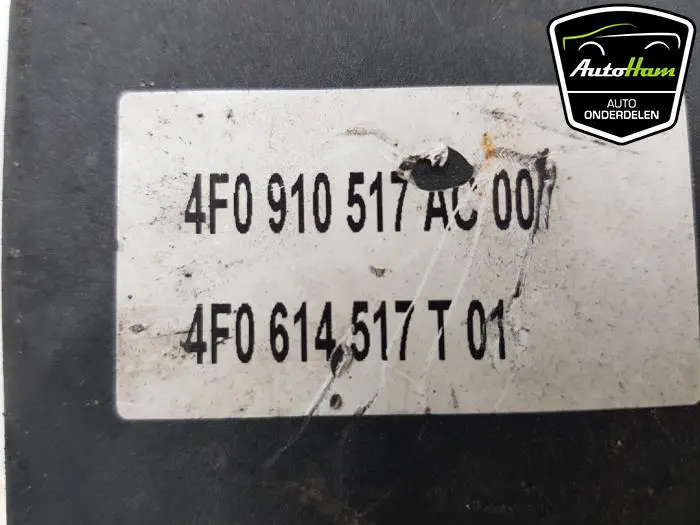 AutoHam
AUTO
ONDERDELEN
4F0 910 517 AC 00
4F0 614 517 T 01